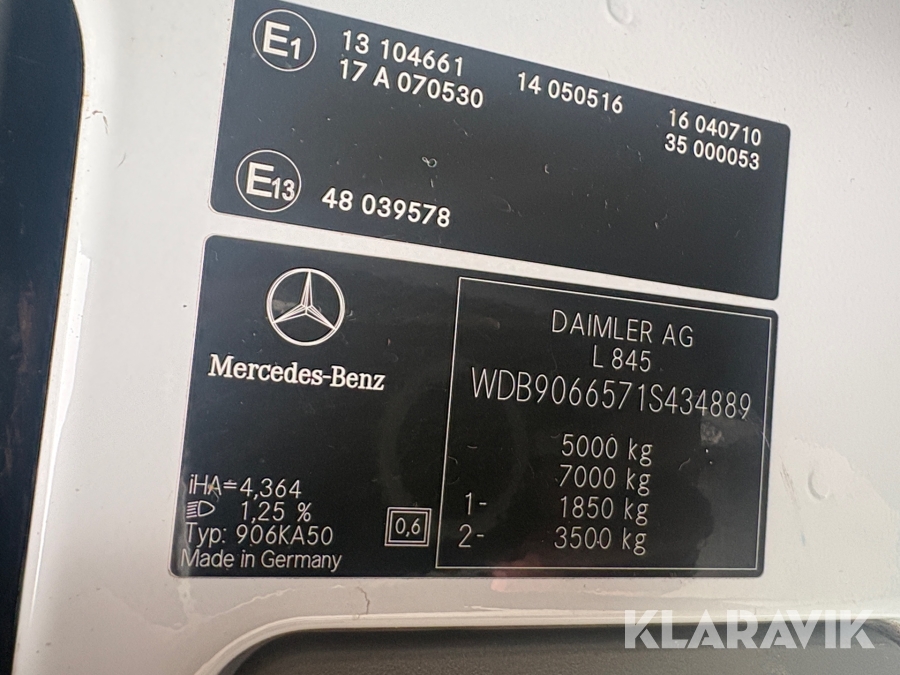 E1 13 104661 14 050516 16 040710
17 A 070530 35 000053
E13 48 039578
Mercedes-Benz
DAIMLER AG
L 845
WDB9066571S434889
- 5000 kg
7000 kg
1- 1850 kg
2- 3500 kg
iHA=4,364
1,25 %
Typ: 906KA50
0,6
Made in Germany
KLARAVIK